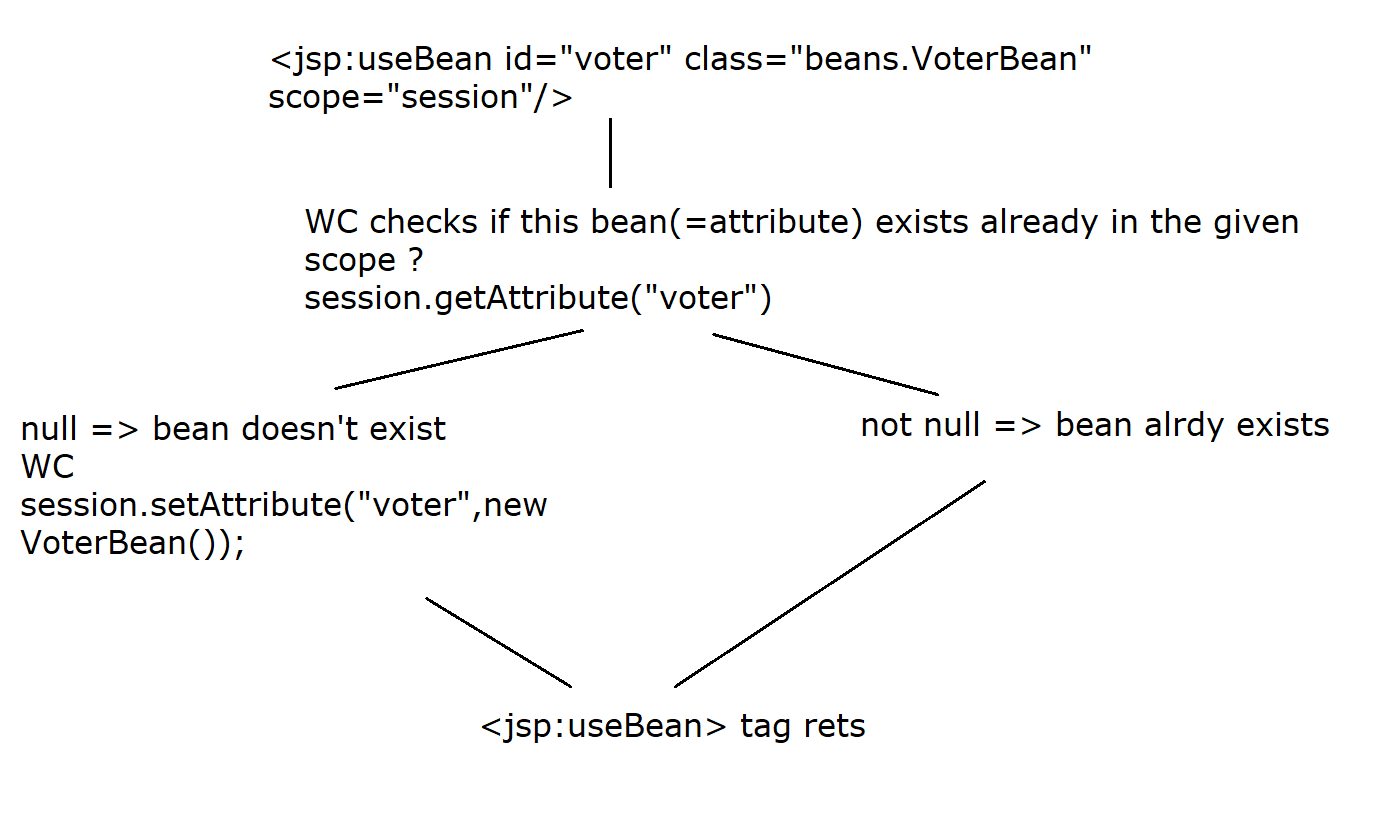 <jsp:useBean id="voter" class="beans.VoterBean"
scope="session"/>
WC checks if this bean(=attribute) exists already in the given
scope ?
session.getAttribute("voter")
null => bean doesn't exist
WC
session.setAttribute("voter",new
VoterBean());
not null => bean alrdy exists
<jsp:useBean> tag rets